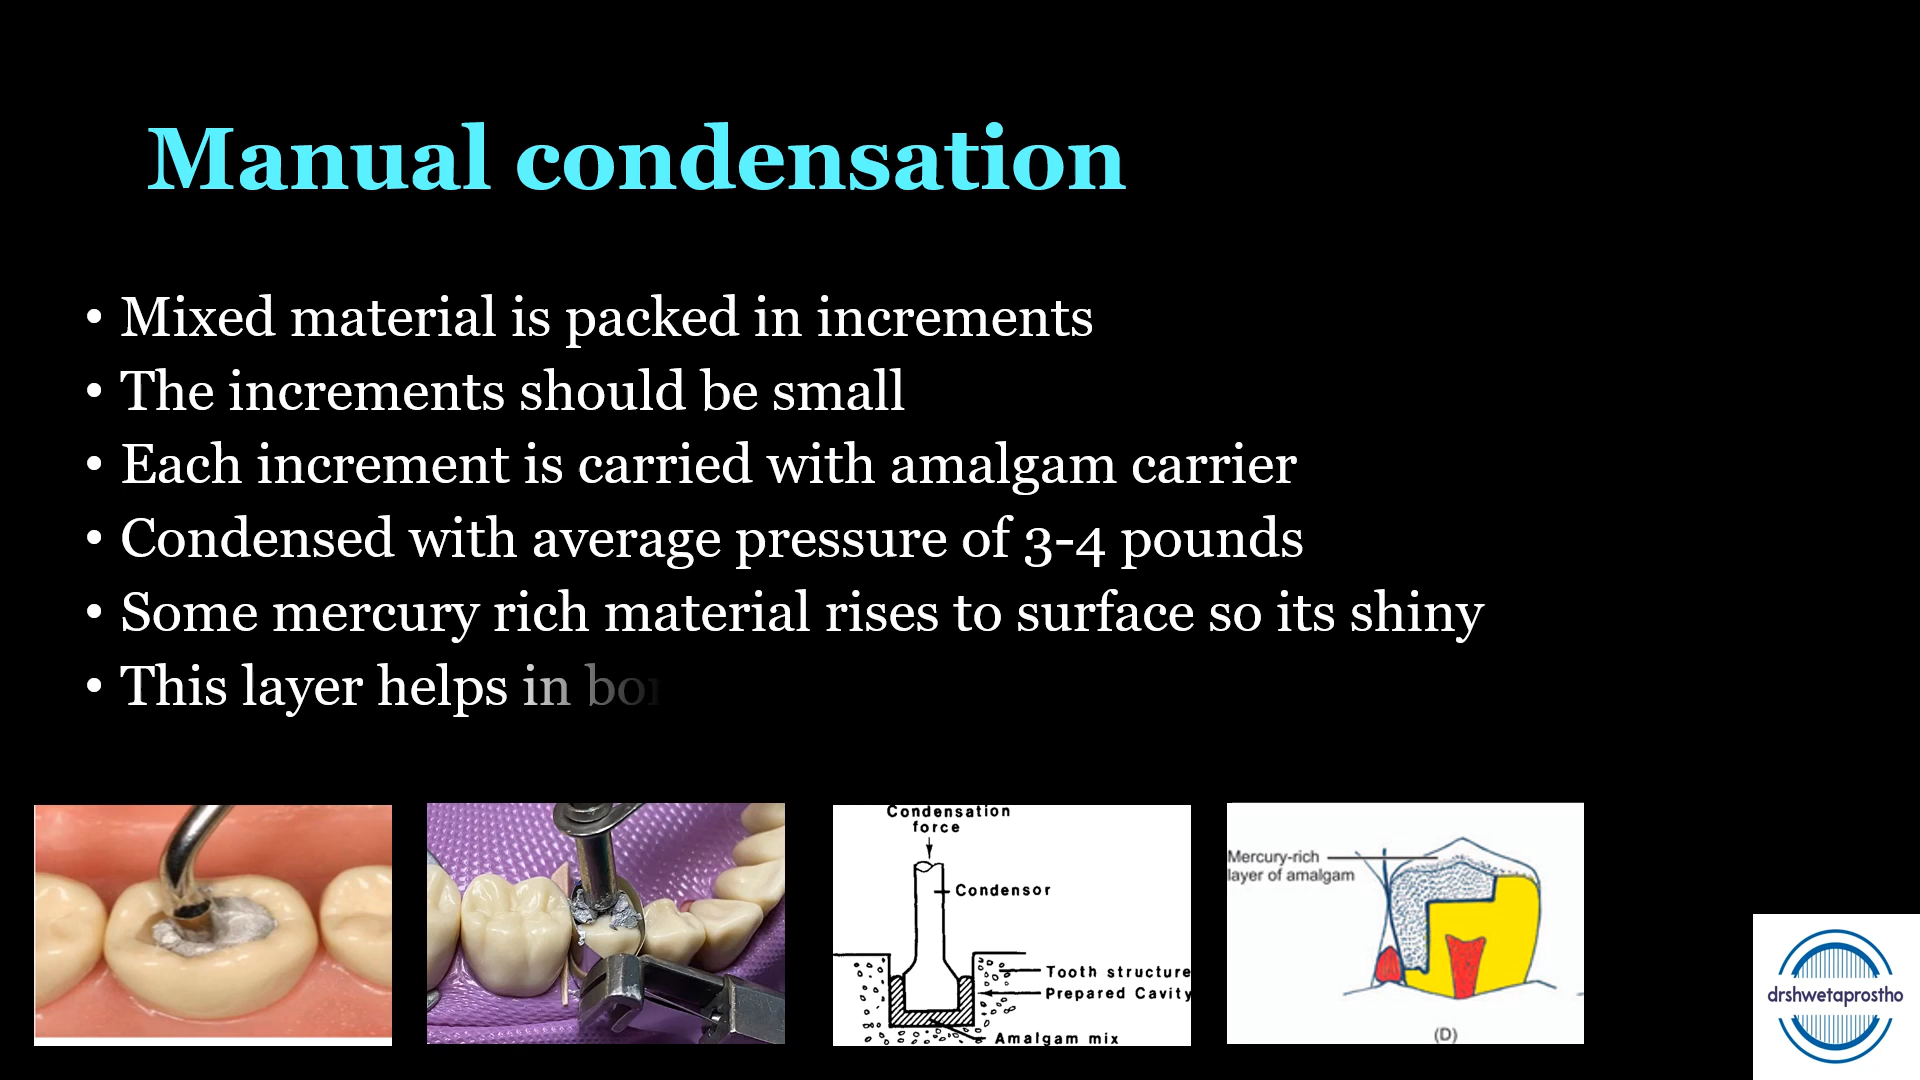 Manual condensation
• Mixed material is packed in increments
• The increments should be small
• Each increment is carried with amalgam carrier
• Condensed with average pressure of 3-4 pounds
• Some mercury rich material rises to surface so its shiny
• This layer helps in
Condensation
force
Condensor
Tooth structure
Prepared Cavity
Amalgam mix
Mercury-rich
layer of amalgam
(D)
drshwetaprostho